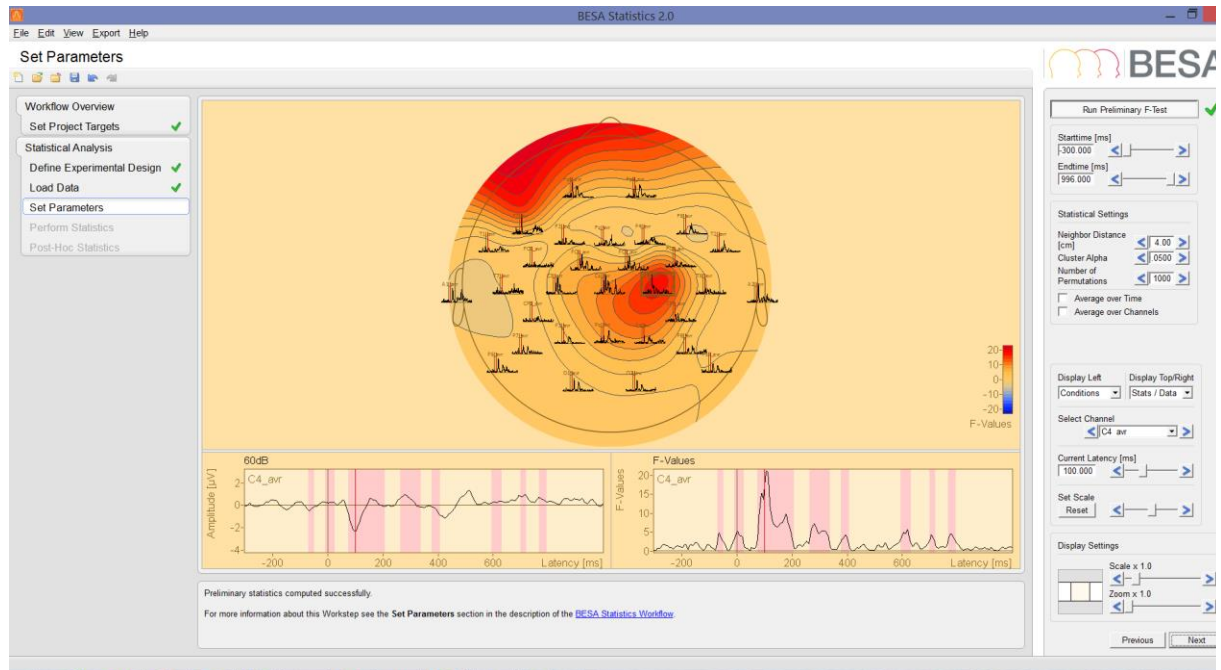 BESA Statistics 2.0
File Edit View Export Help
Set Parameters
BESA
Workflow Overview
Set Project Targets
Statistical Analysis
Define Experimental Design
Load Data
Set Parameters
Perform Statistics
Post-Hoc Statistics
20
10
0
-10
-20
F-Values
60dB
C4_avr
Amplitude [µV]
2
0
-2
-4
-200 0 200 400 600 Latency [ms]
F-Values
C4_avr
F-Values
20
15
10
5
0
-200 0 200 400 600 Latency [ms]
Preliminary statistics computed successfully.
For more information about this Workstep see the Set Parameters section in the description of the BESA Statistics Workflow.
Run Preliminary F-Test
Starttime [ms]
-300.000
Endtime [ms]
996.000
Statistical Settings
Neighbor Distance
[cm] 4.00
Cluster Alpha .0500
Number of
Permutations 1000
Average over Time
Average over Channels
Display Left Display Top/Right
Conditions Stats / Data
Select Channel
C4_avr
Current Latency [ms]
100.000
Set Scale
Reset
Display Settings
Scale x 1.0
Zoom x 1.0
Previous Next